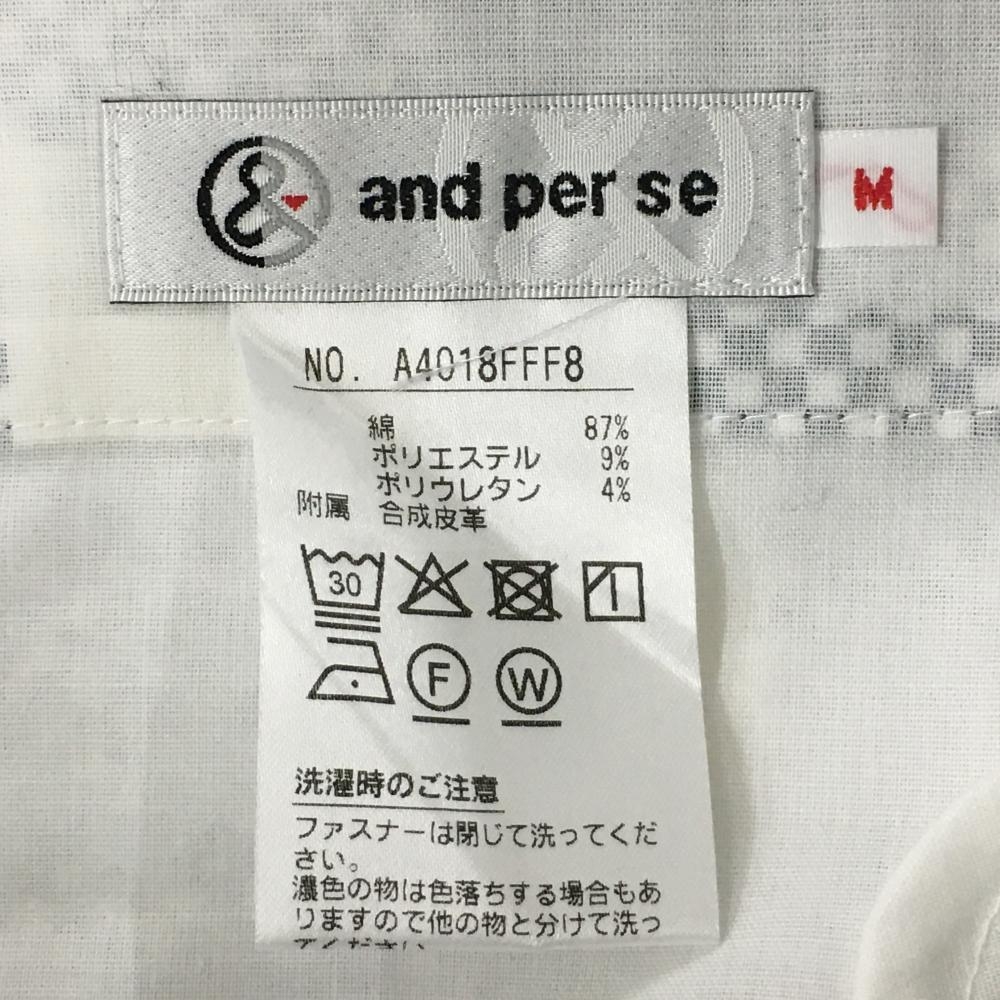 and per se
M
NO. A4018FFF8
綿 87%
ポリエステル 9%
ポリウレタン 4%
附属 合成皮革
30
F W
洗濯時のご注意
ファスナーは閉じて洗ってくだ
さい。
濃色の物は色落ちする場合もあ
りますので他の物と分けて洗っ
てください